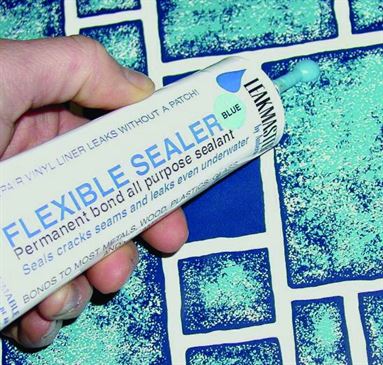 PAIR VINYL LINER LEAKS WITHOUT A PATCH!
FLEXIBLE SEALER
BLUE
Permanent bond all purpose sealant
Seals cracks seams and leaks even underwater
BONDS TO MOST METALS, WOOD, PLASTICS,